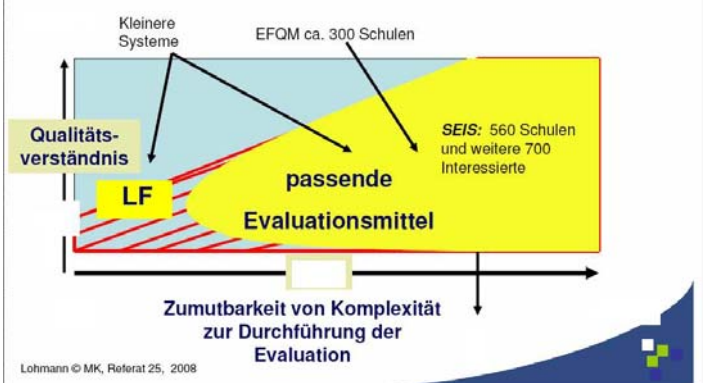 Kleinere
Systeme
EFQM ca. 300 Schulen
Qualitäts-
verständnis
SEIS: 560 Schulen
und weitere 700
Interessierte
LF
passende
Evaluationsmittel
Zumutbarkeit von Komplexität
zur Durchführung der
Evaluation
Lohmann © MK, Referat 25, 2008